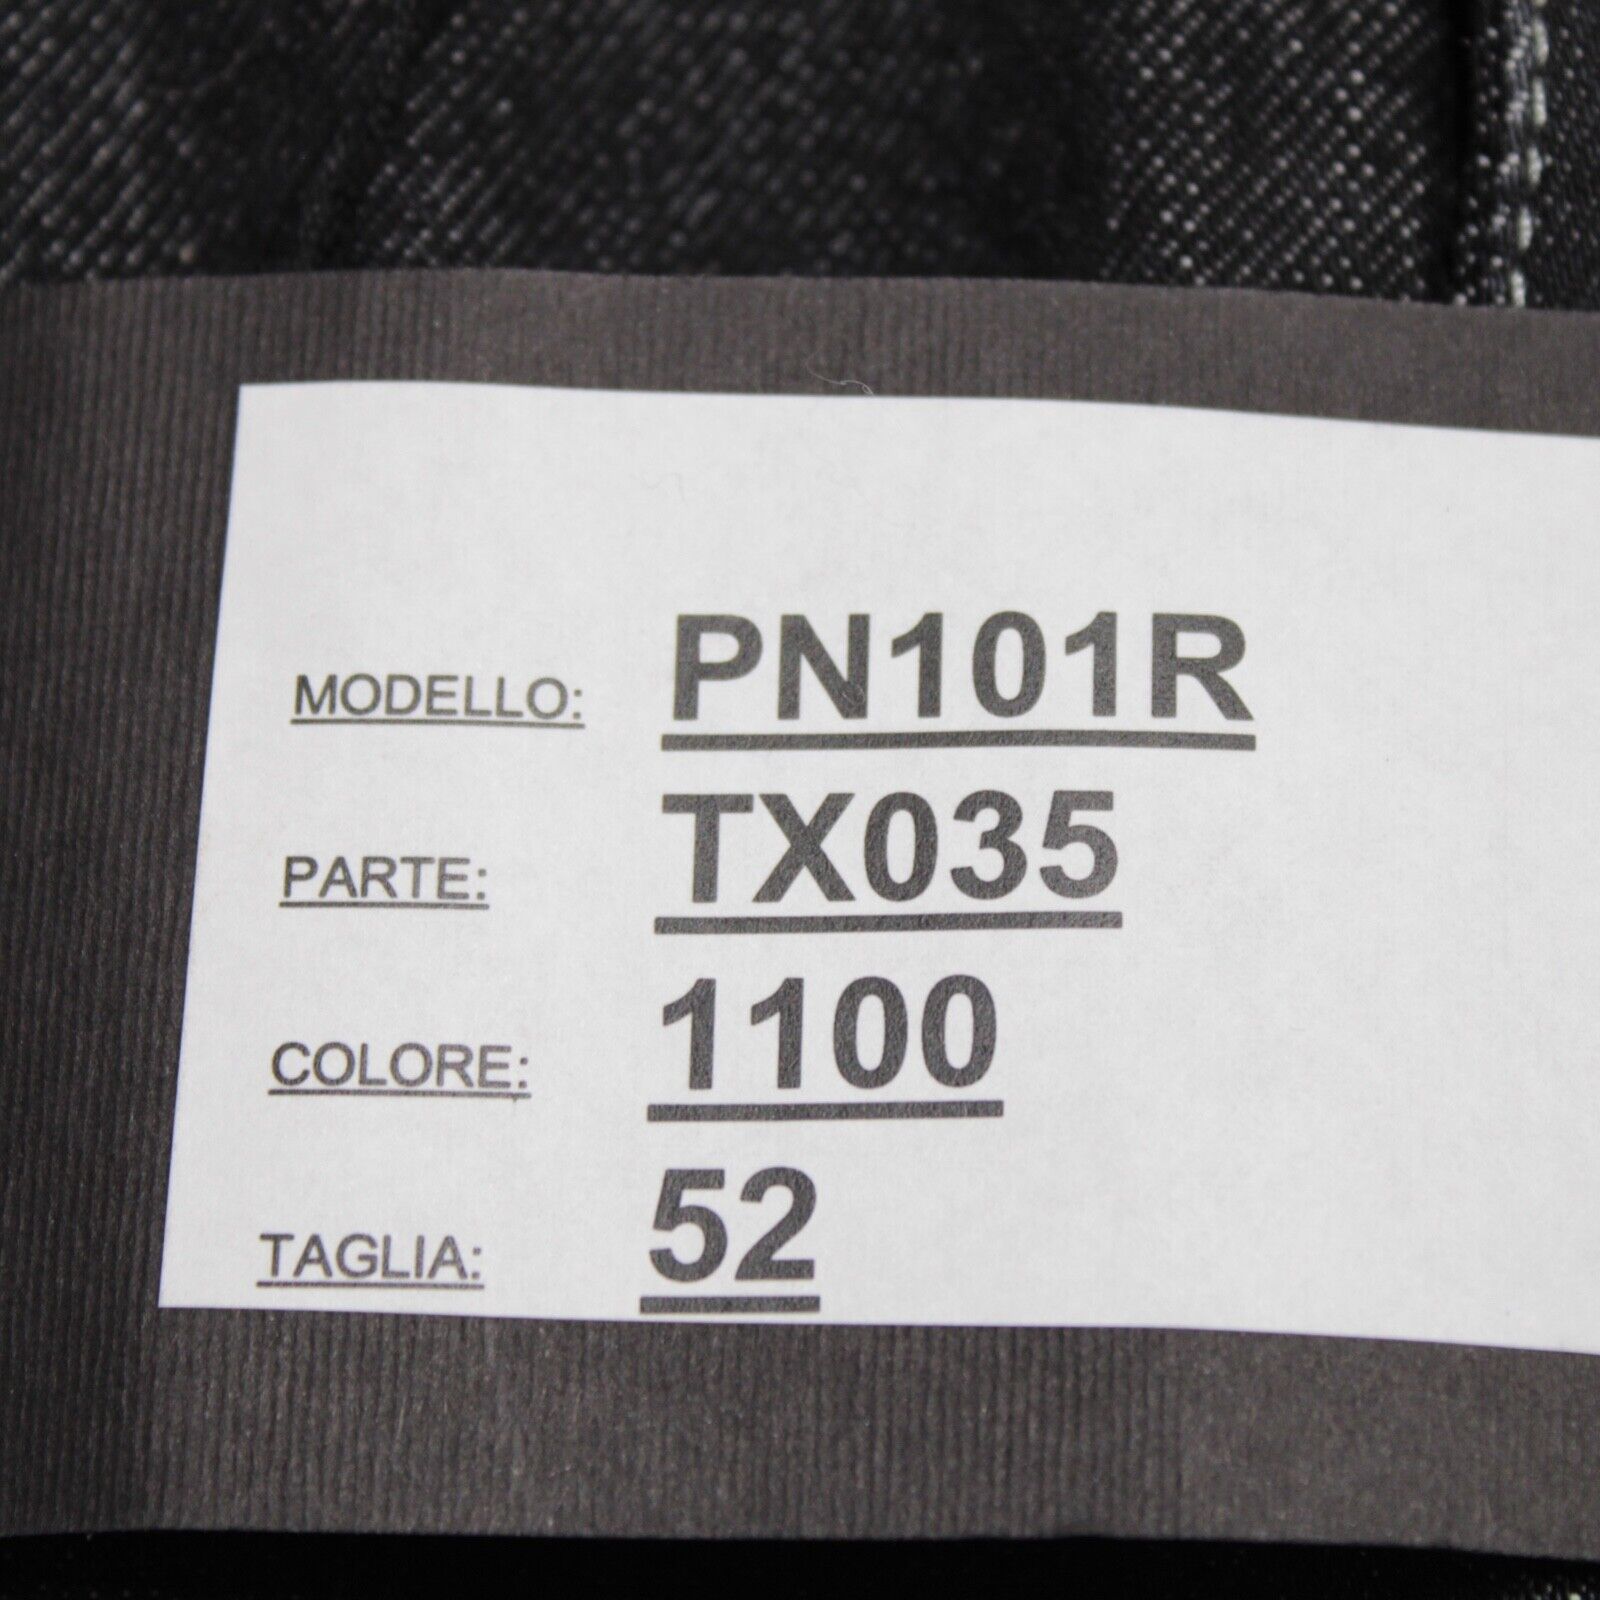 MODELLO: PN101R
PARTE: TX035
COLORE: 1100
TAGLIA: 52